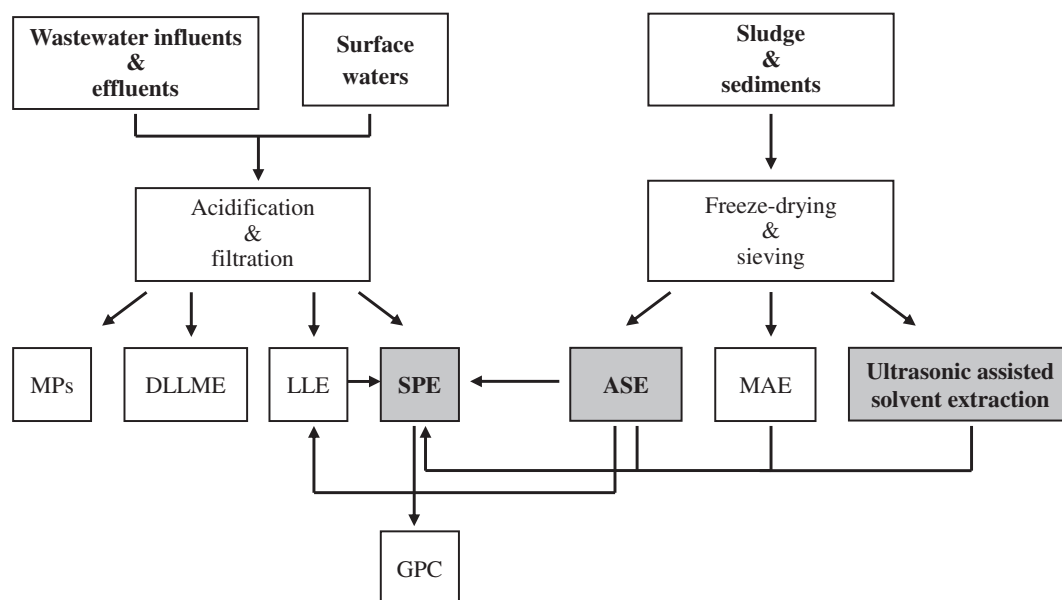 Wastewater influents
&
effluents
Surface
waters
Sludge
&
sediments
Acidification
&
filtration
Freeze-drying
&
sieving
MPs
DLLME
LLE
SPE
ASE
MAE
Ultrasonic assisted
solvent extraction
GPC